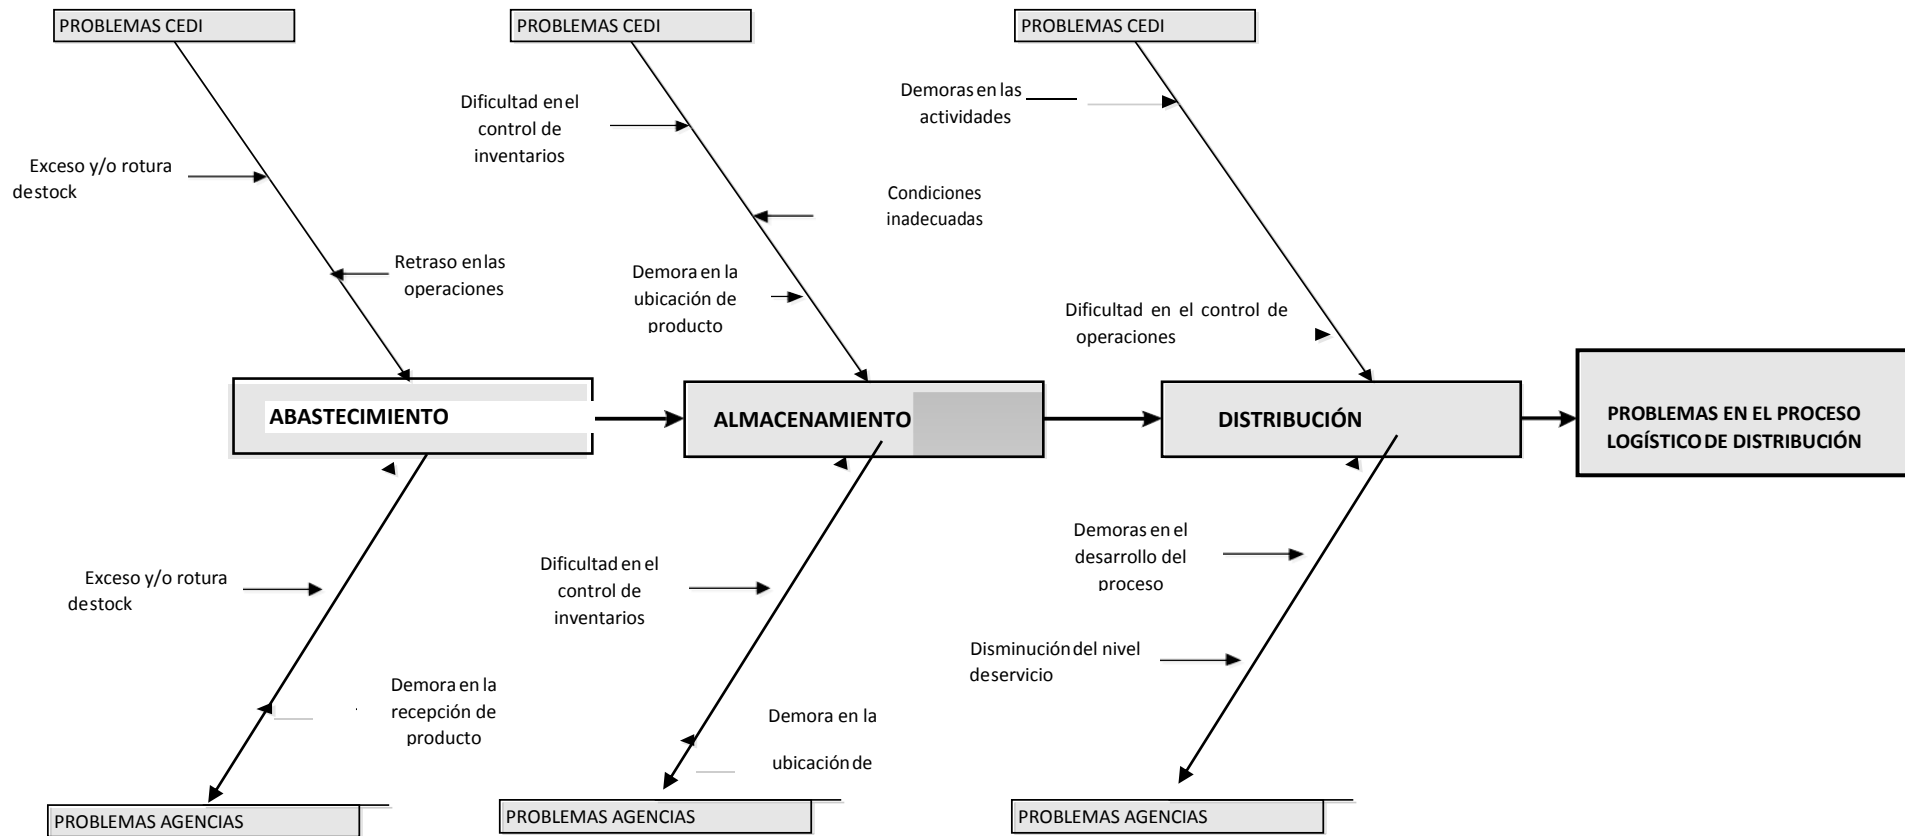 PROBLEMAS CEDI
PROBLEMAS CEDI
PROBLEMAS CEDI
Exceso y/o rotura
de stock
Retraso en las
operaciones
Dificultad en el
control de
inventarios
Condiciones
inadecuadas
Demora en la
ubicación de
producto
Demoras en las
actividades
Dificultad en el control de
operaciones
ABASTECIMIENTO
ALMACENAMIENTO
DISTRIBUCIÓN
PROBLEMAS EN EL PROCESO
LOGÍSTICO DE DISTRIBUCIÓN
Exceso y/o rotura
de stock
Demora en la
recepción de
producto
Dificultad en el
control de
inventarios
Demora en la
ubicación de
Demoras en el
desarrollo del
proceso
Disminución del nivel
de servicio
PROBLEMAS AGENCIAS
PROBLEMAS AGENCIAS
PROBLEMAS AGENCIAS